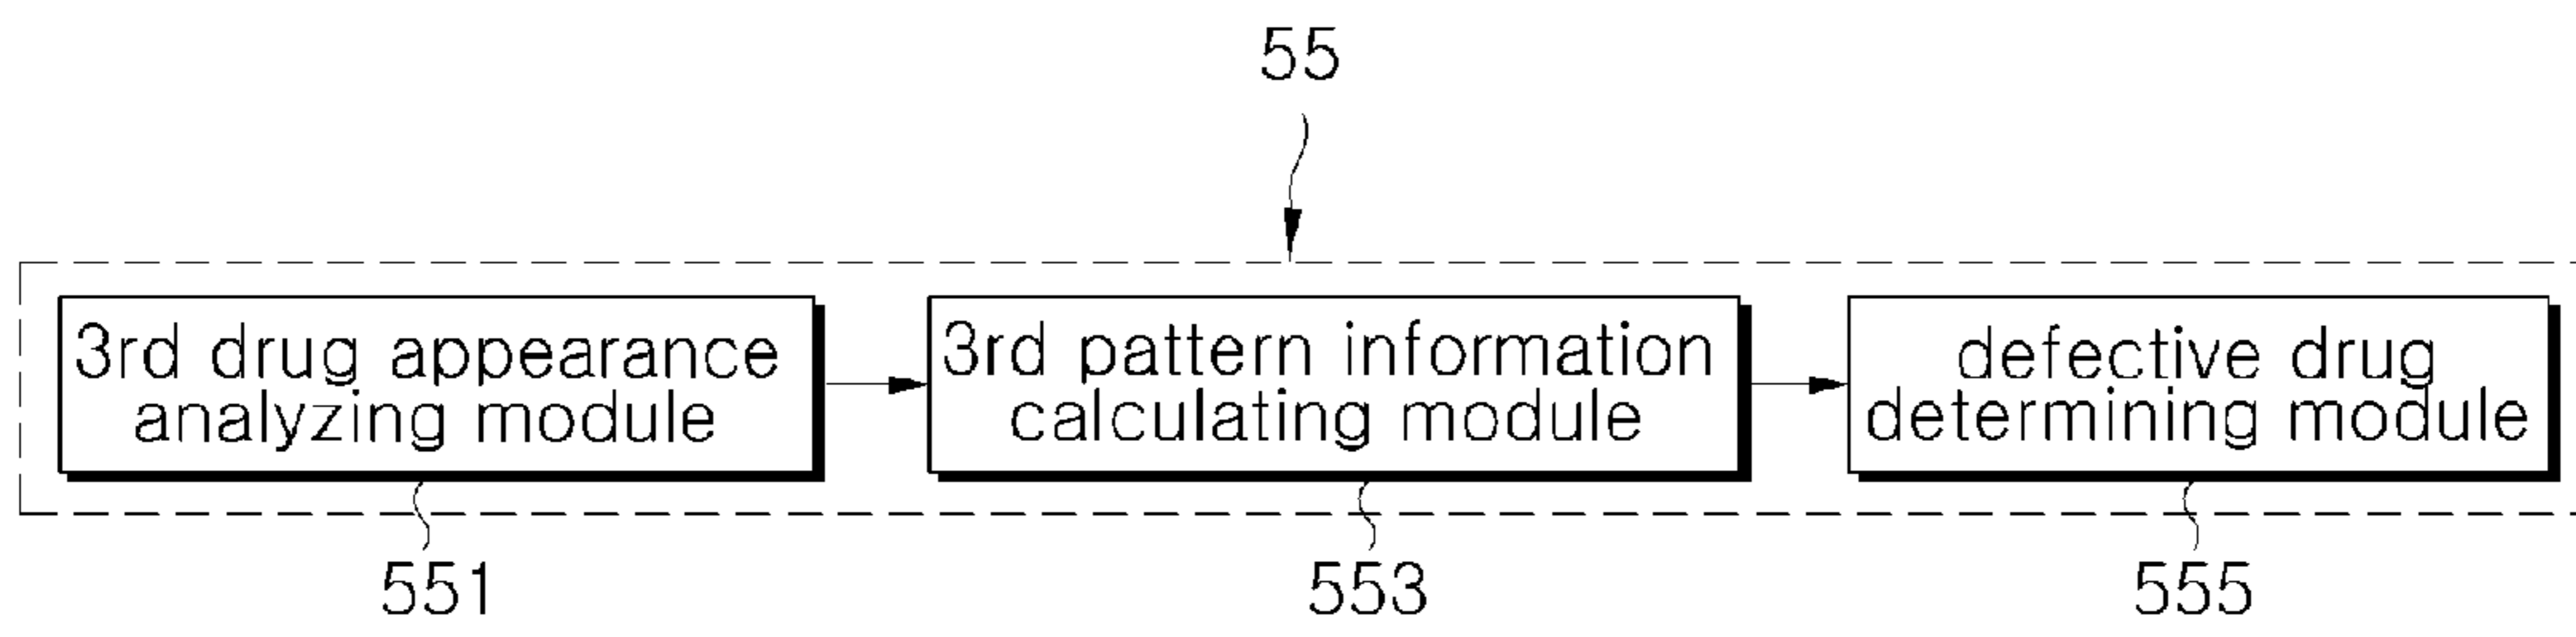 55
3rd drug appearance
analyzing module
3rd pattern information
calculating module
defective drug
determining module
551
553
555